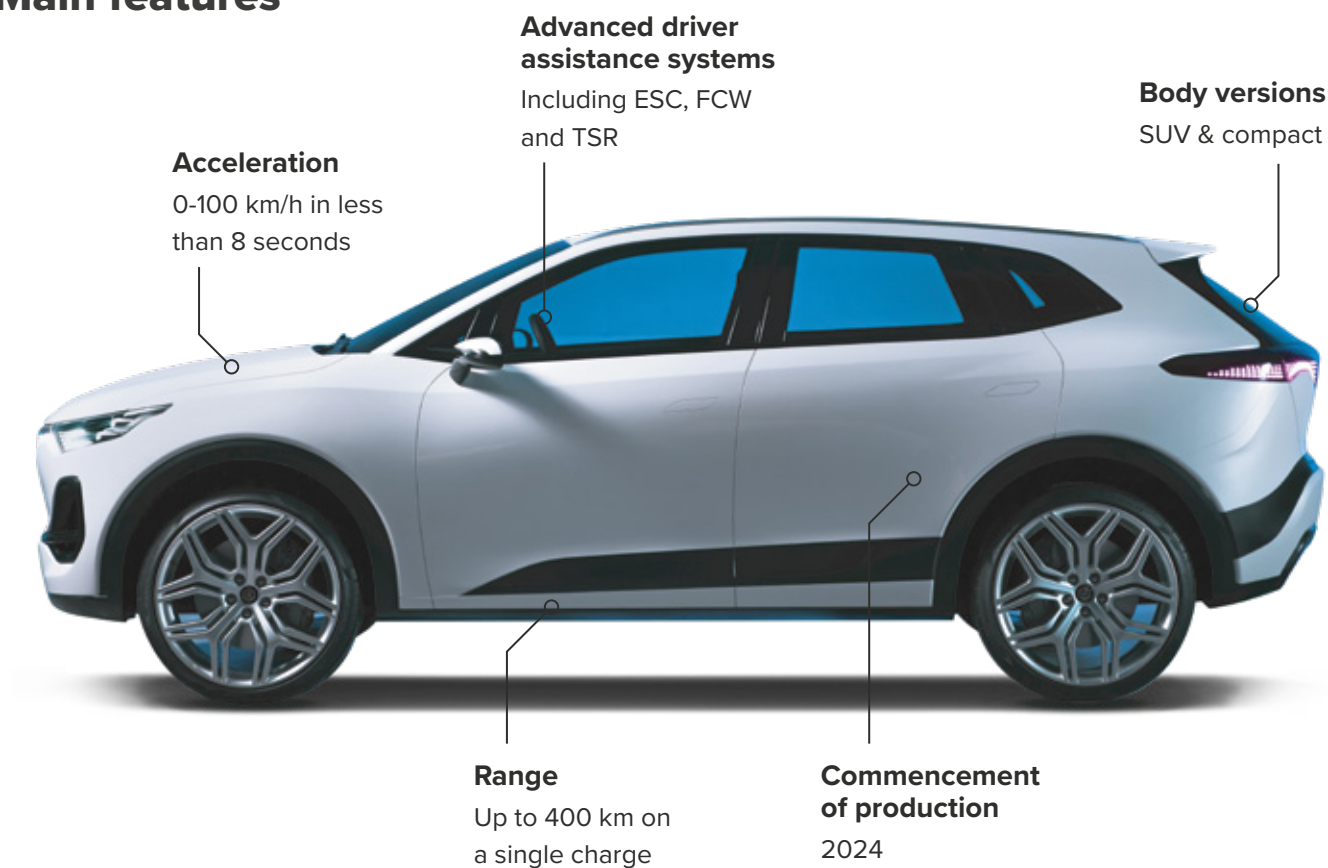 Main features
Advanced driver
assistance systems
Including ESC, FCW
and TSR
Body versions
SUV & compact
Acceleration
0-100 km/h in less
than 8 seconds
Range
Up to 400 km on
a single charge
Commencement
of production
2024